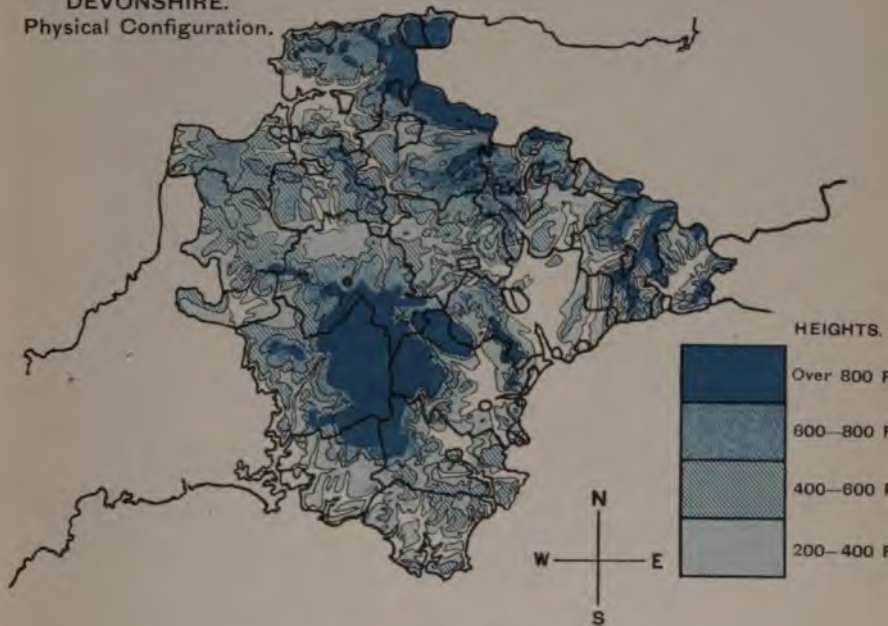 DEVONSHIRE.
Physical Configuration.
HEIGHTS.
Over 800 F
600—800 F
400—600 F
200—400 F
N
W E
S